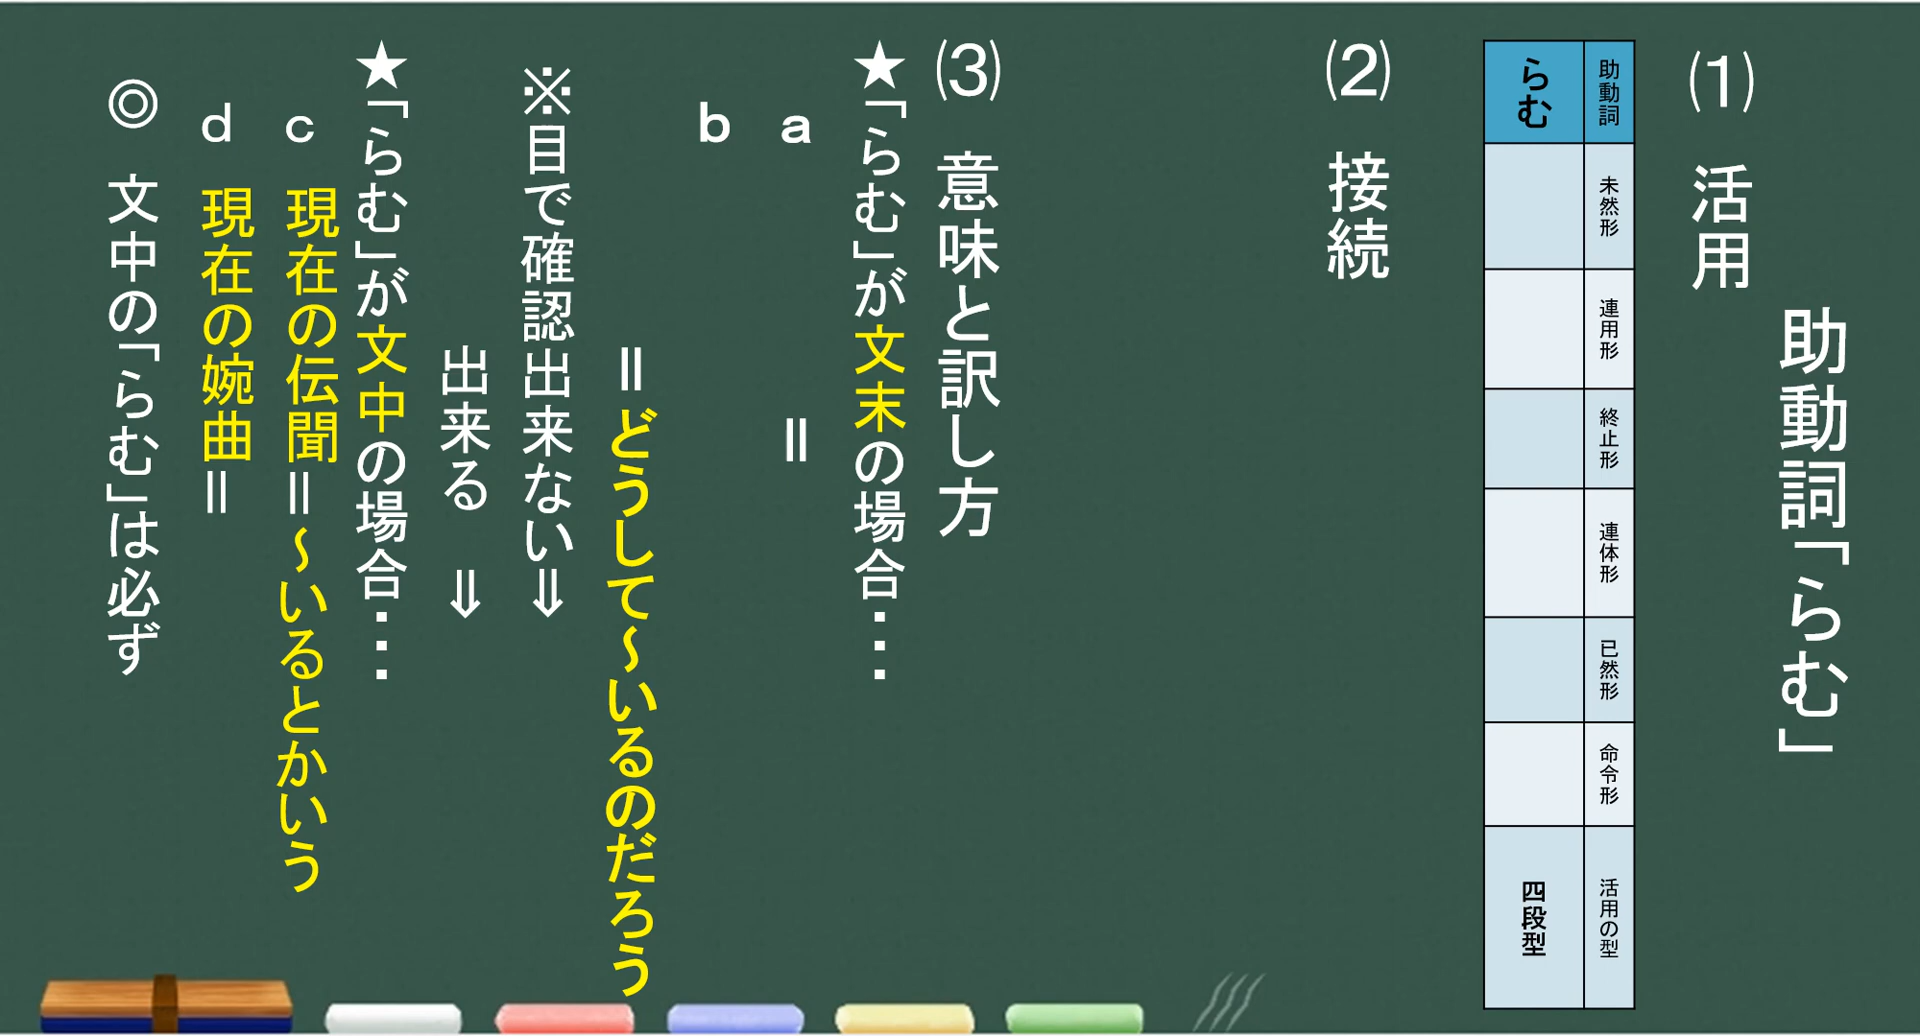 助動詞「らむ」
⑴　活用
助動詞　未然形　連用形　終止形　連体形　已然形　命令形　活用の型
らむ　四段型
⑵　接続
⑶　意味と訳し方
★「らむ」が文末の場合……
ａ　＝
ｂ
＝どうして～いるのだろう
※目で確認出来ない⇒
出来る　⇒
★「らむ」が文中の場合……
ｃ　現在の伝聞＝～いるとかいう
ｄ　現在の婉曲＝
◎　文中の「らむ」は必ず